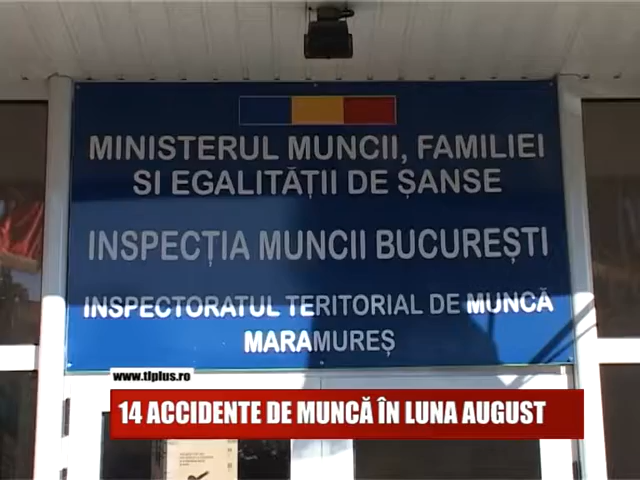 MINISTERUL MUNCII, FAMILIEI
SI EGALITĂȚII DE ȘANSE
INSPECȚIA MUNCII BUCUREȘTI
INSPECTORATUL TERITORIAL DE MUNCĂ
MARAMUREȘ
www.tlplus.ro
14 ACCIDENTE DE MUNCĂ ÎN LUNA AUGUST